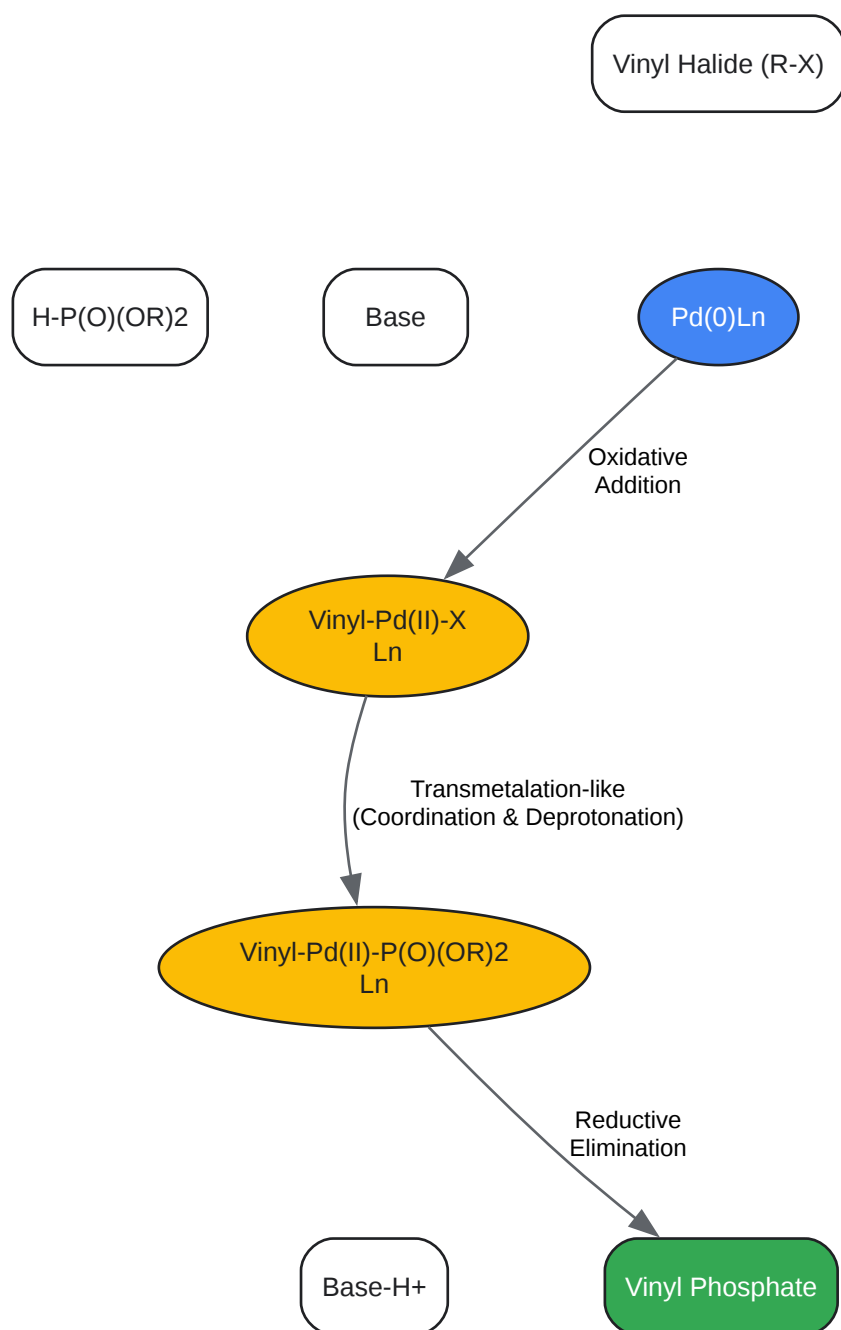 Vinyl Halide (R-X)
H-P(O)(OR)2
Base
Pd(0)Ln
Oxidative
Addition
Vinyl-Pd(II)-X
Ln
Transmetalation-like
(Coordination & Deprotonation)
Vinyl-Pd(II)-P(O)(OR)2
Ln
Reductive
Elimination
Base-H+
Vinyl Phosphate